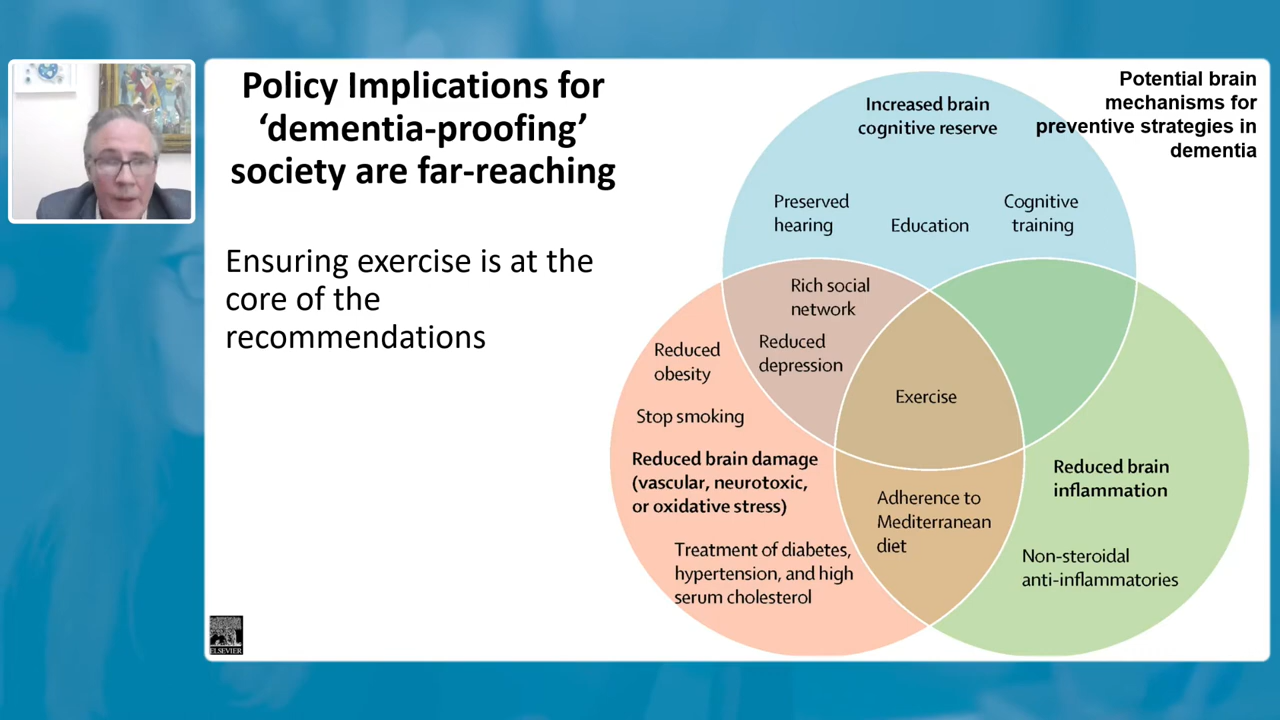 Policy Implications for
‘dementia-proofing’
society are far-reaching
Ensuring exercise is at the
core of the
recommendations
Potential brain
mechanisms for
preventive strategies in
dementia
Increased brain
cognitive reserve
Preserved
hearing
Education
Cognitive
training
Rich social
network
Reduced
depression
Reduced
obesity
Stop smoking
Exercise
Reduced brain damage
(vascular, neurotoxic,
or oxidative stress)
Reduced brain
inflammation
Adherence to
Mediterranean
diet
Treatment of diabetes,
hypertension, and high
serum cholesterol
Non-steroidal
anti-inflammatories
ELSEVIER